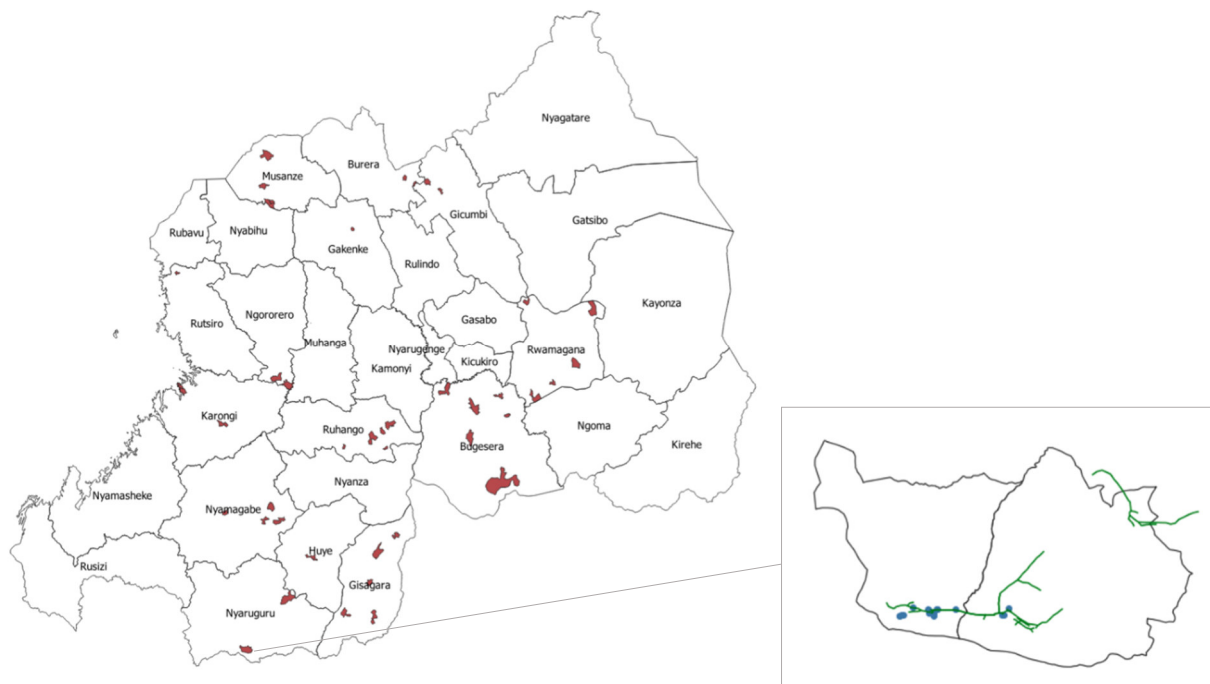 Nyagatare
Burera
Musanze
Gicumbi
Gatsibo
Rubavu
Nyabihu
Gakenke
Rulindo
Kayonza
Ngororero
Gasabo
Rutsiro
Muhanga
Nyarugenge
Rwamagana
Kicukiro
Kamonyi
Karongi
Ruhango
Ngoma
Bugesera
Kirehe
Nyanza
Nyamasheke
Nyamagabe
Huye
Rusizi
Gisagara
Nyaruguru